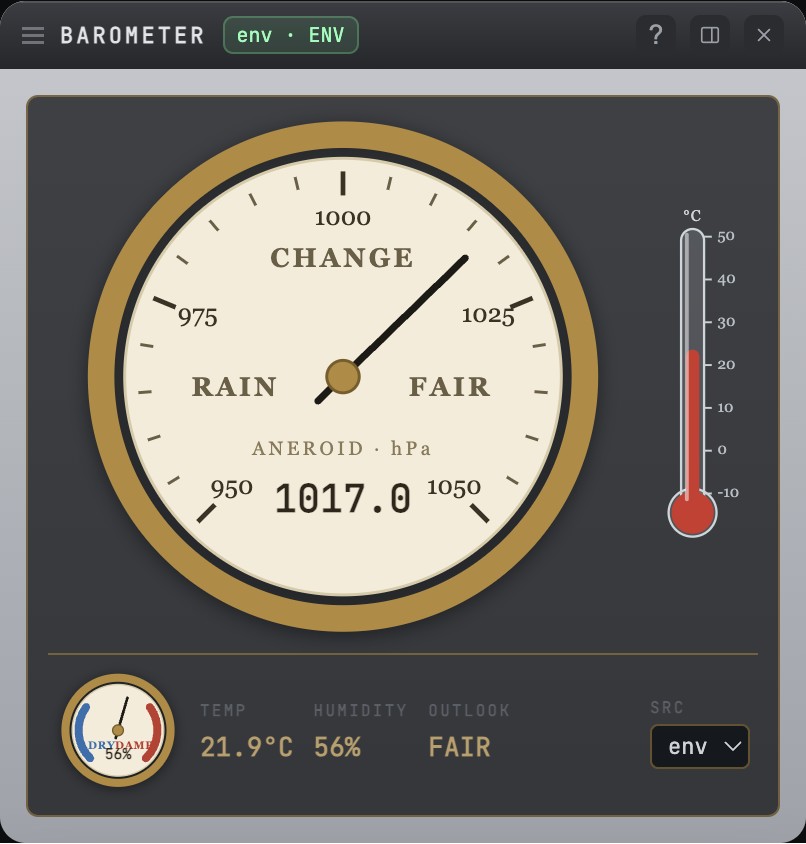 BAROMETER env · ENV ?
1000
CHANGE
975 1025
RAIN FAIR
ANEROID · hPa
950 1017.0 1050
°C
50
40
30
20
10
0
-10
DRY DAMP
56%
TEMP HUMIDITY OUTLOOK
21.9°C 56% FAIR
SRC
env